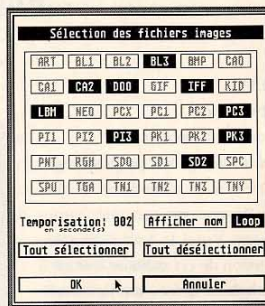 Sélection des fichiers images
ART BL1 BL2 BL3 BMP CAD
CA1 CA2 DOO GIF IFF KID
LBM NEO PCX PC1 PC2 PC3
PI1 PI2 PI3 PK1 PK2 PK3
PNT RGH SD0 SD1 SD2 SPC
SPU TGA TN1 TN2 TN3 TNY
Temporisation: 002 Afficher nom Loop
en seconde(s)
Tout sélectionner Tout désélectionner
OK Annuler